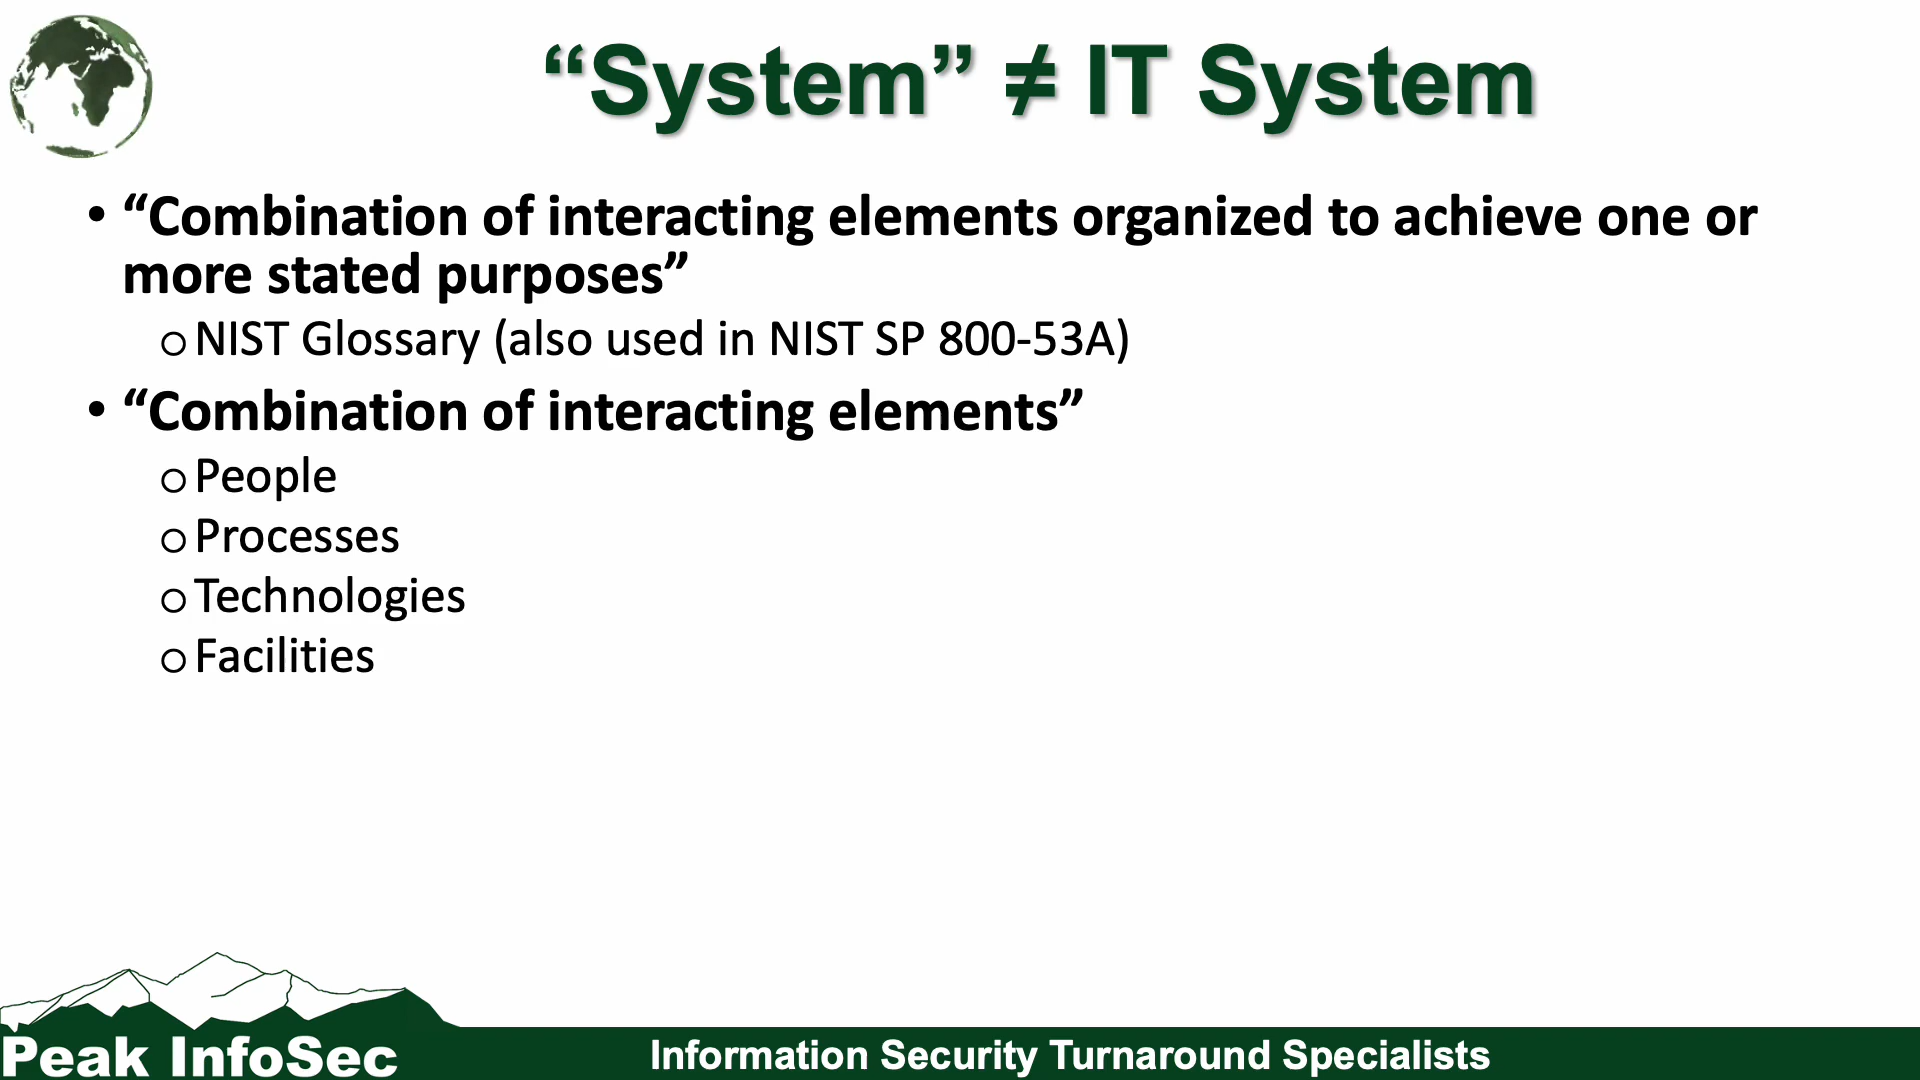 “System” ≠ IT System
• “Combination of interacting elements organized to achieve one or
more stated purposes”
o NIST Glossary (also used in NIST SP 800-53A)
• “Combination of interacting elements”
o People
o Processes
o Technologies
o Facilities
Peak InfoSec
Information Security Turnaround Specialists